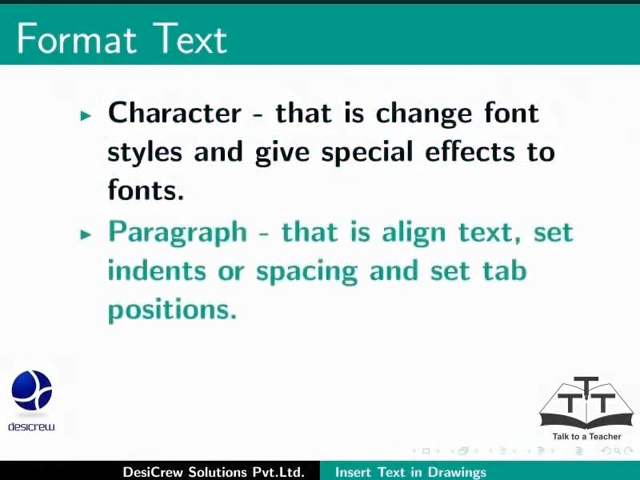 Format Text
Character - that is change font
styles and give special effects to
fonts.
Paragraph - that is align text, set
indents or spacing and set tab
positions.
desicrew
TTT
Talk to a Teacher
DesiCrew Solutions Pvt.Ltd.
Insert Text in Drawings